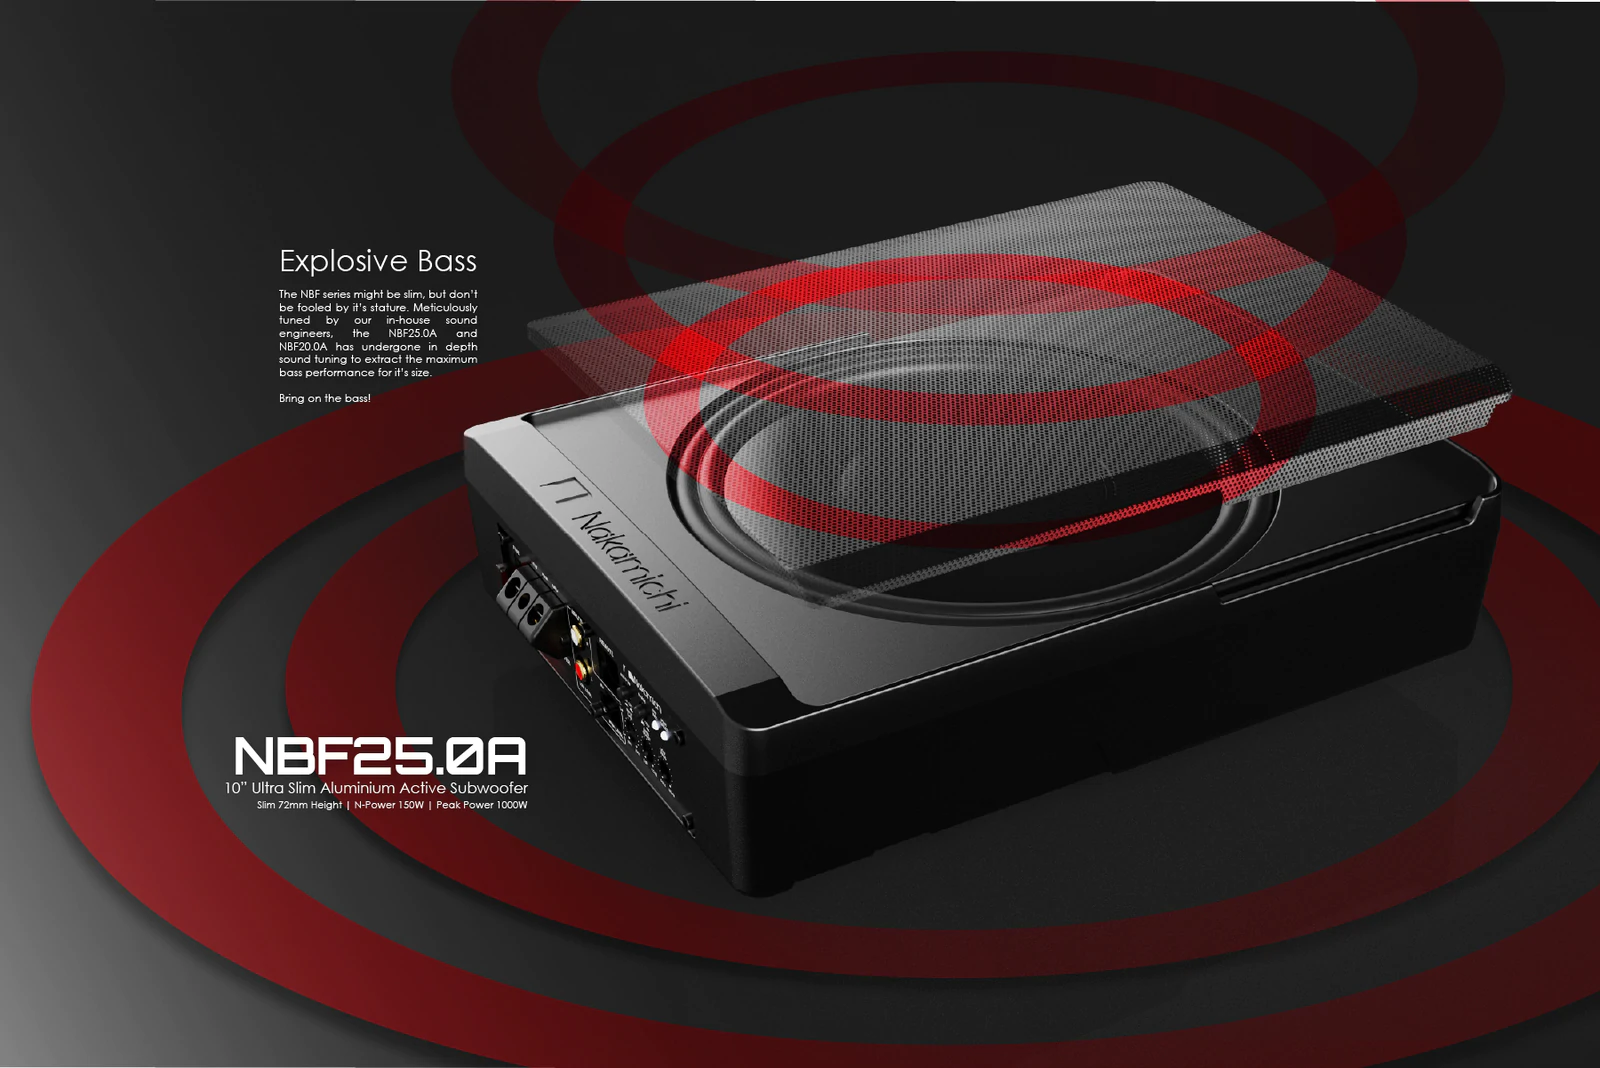 Explosive Bass
The NBF series might be slim, but don't
be fooled by it's stature. Meticulously
tuned by our in-house sound
engineers, the NBF25.0A and
NBF20.0A has undergone in depth
sound tuning to extract the maximum
bass performance for it's size.
Bring on the bass!
Nakamichi
NBF25.0A
10” Ultra Slim Aluminium Active Subwoofer
Slim 72mm Height | N-Power 150W | Peak Power 1000W